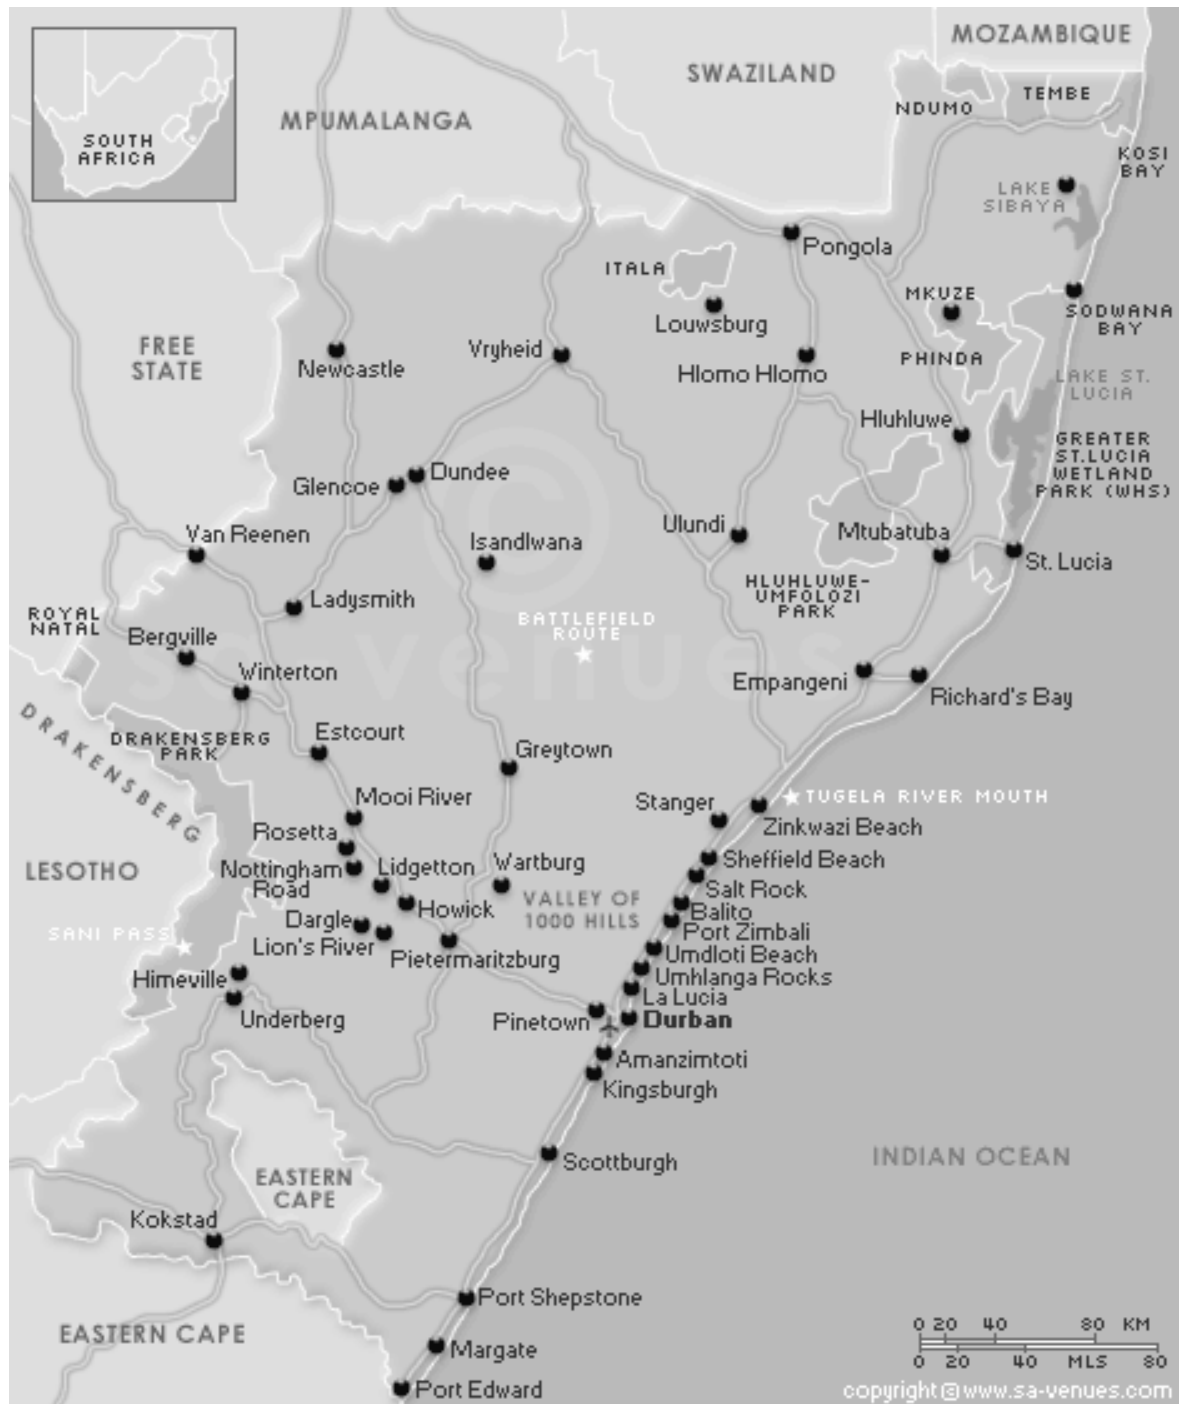 MOZAMBIQUE
SWAZILAND
MPUMALANGA
NDUMO
TEMBE
SOUTH
AFRICA
KOSI
BAY
LAKE
SIBAYA
Pongola
ITALA
MKUZE
Louwsburg
SODWANA
BAY
FREE
STATE
Newcastle
Vryheid
PHINDA
Hlomo Hlomo
LAKE ST.
LUCIA
Hluhluwe
GREATER
ST.LUCIA
WETLAND
PARK (WHS)
Dundee
Glencoe
©
Ulundi
Mtubatuba
Van Reenen
Isandlwana
St. Lucia
HLUHLUWE-
UMFOLOZI
PARK
Ladysmith
ROYAL
NATAL
BATTLEFIELD
ROUTE
Bergville
sa venues
Winterton
Empangeni
Richard's Bay
DRAKENSBERG
DRAKENSBERG
PARK
Estcourt
Greytown
Mooi River
Stanger
TUGELA RIVER MOUTH
Zinkwazi Beach
Rosetta
Sheffield Beach
LESOTHO
Nottingham
Road
Lidgetton
Wartburg
Salt Rock
VALLEY OF
1000 HILLS
Howick
Balito
Dargle
Port Zimbali
SANI PASS
Lion's River
Pietermaritzburg
Umdloti Beach
Himeville
Umhlanga Rocks
La Lucia
Underberg
Pinetown
Durban
Amanzimtoti
Kingsburgh
Scottburgh
INDIAN OCEAN
EASTERN
CAPE
Kokstad
Port Shepstone
EASTERN CAPE
Margate
Port Edward
0 20 40 80 KM
0 20 40 MLS 80
copyright@www.sa-venues.com